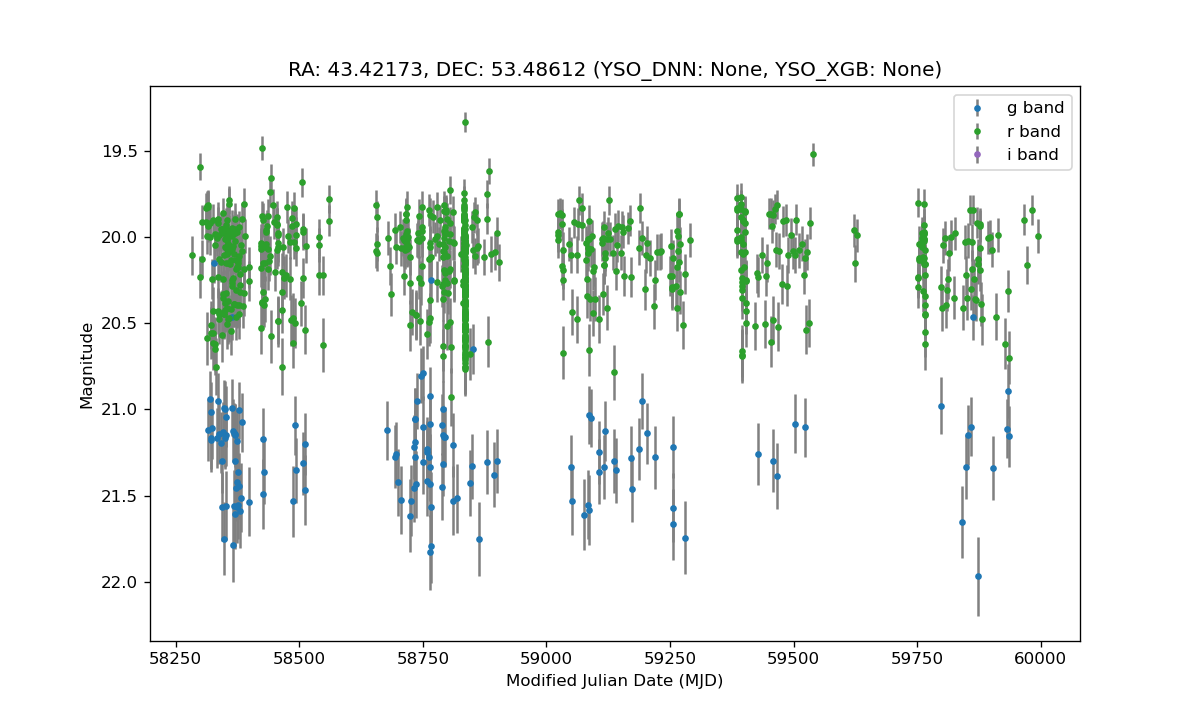 RA: 43.42173, DEC: 53.48612 (YSO_DNN: None, YSO_XGB: None)
g band
r band
i band
19.5
20.0
20.5
21.0
21.5
22.0
Magnitude
58250 58500 58750 59000 59250 59500 59750 60000
Modified Julian Date (MJD)